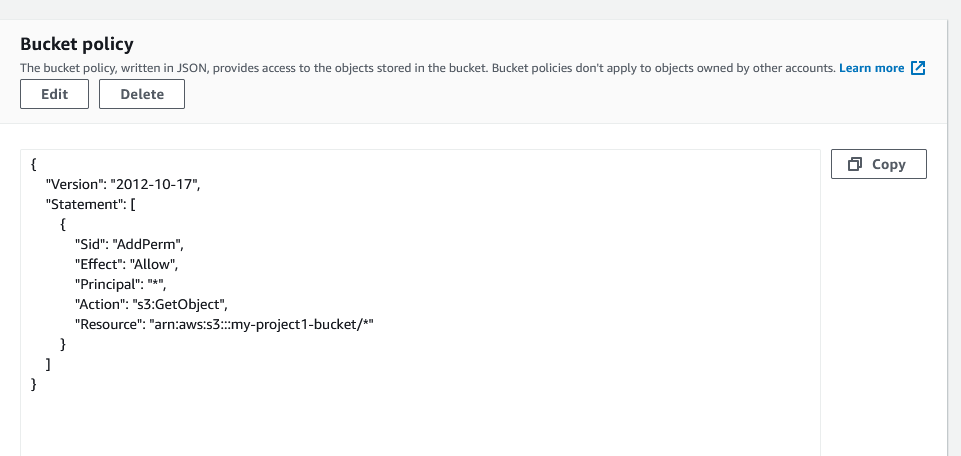 Bucket policy
The bucket policy, written in JSON, provides access to the objects stored in the bucket. Bucket policies don't apply to objects owned by other accounts. Learn more
Edit Delete
Copy
{
"Version": "2012-10-17",
"Statement": [
{
"Sid": "AddPerm",
"Effect": "Allow",
"Principal": "*",
"Action": "s3:GetObject",
"Resource": "arn:aws:s3:::my-project1-bucket/*"
}
]
}